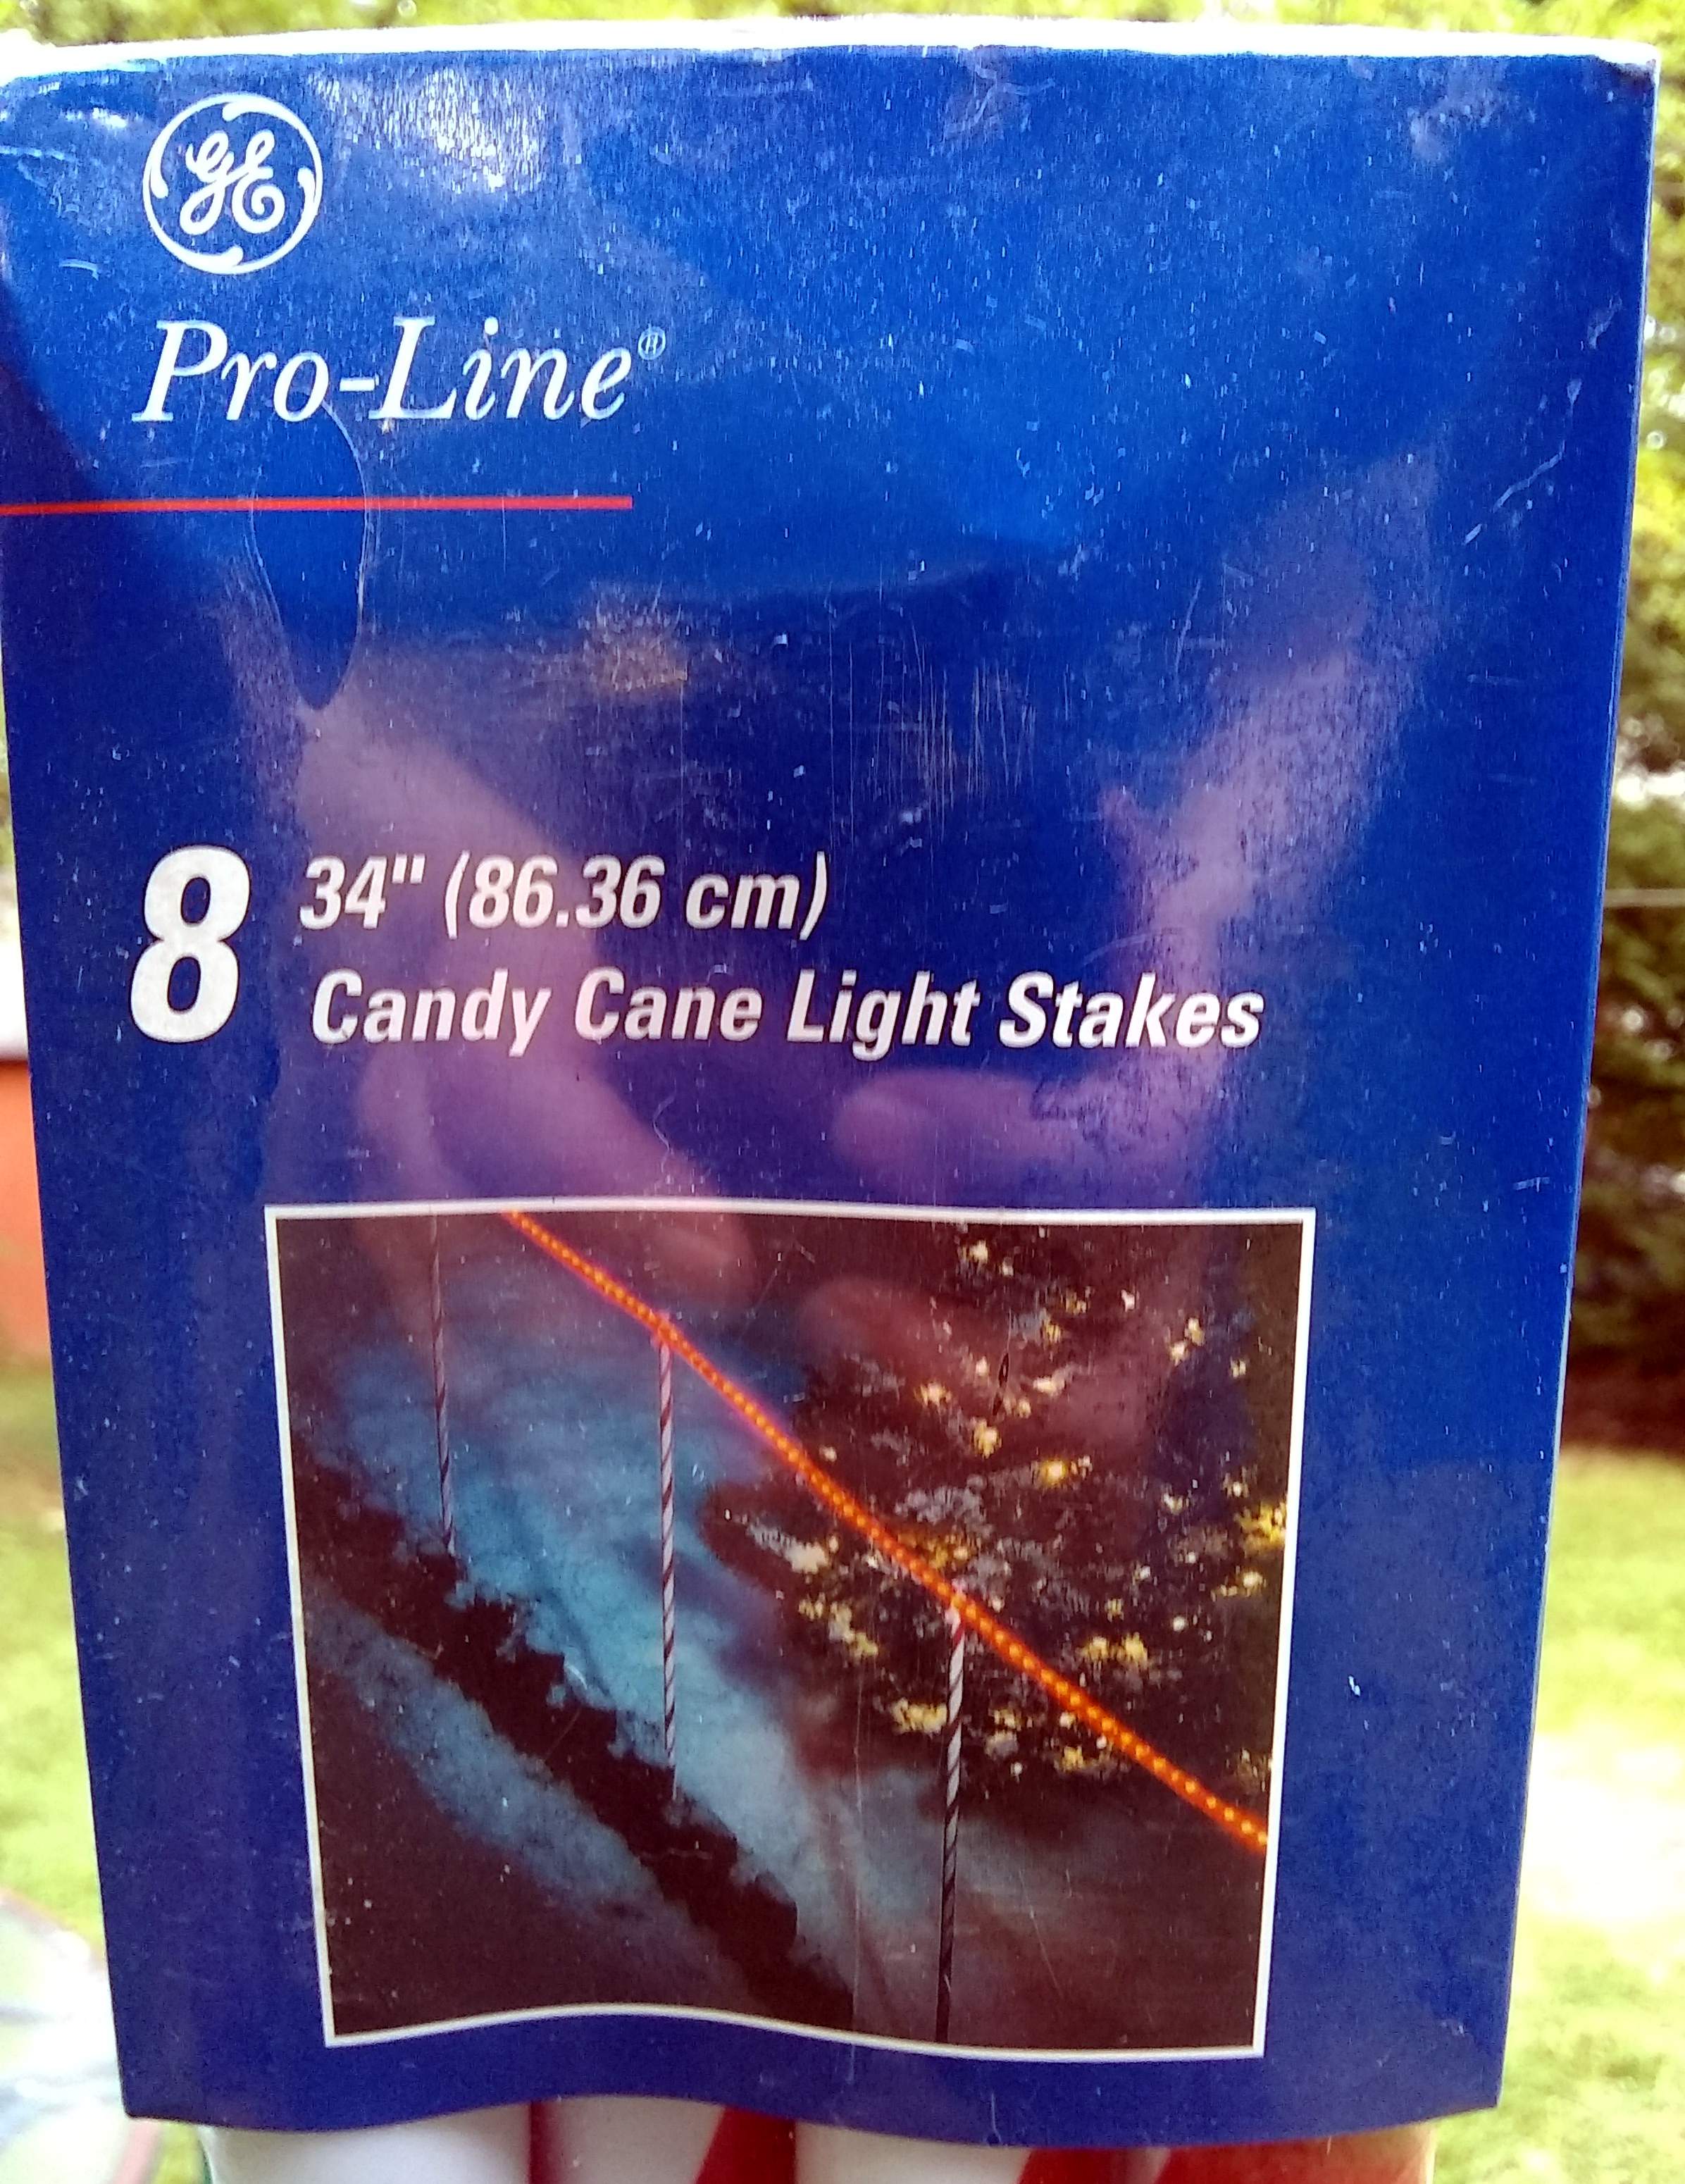 GE
Pro-Line®
8 34" (86.36 cm)
Candy Cane Light Stakes